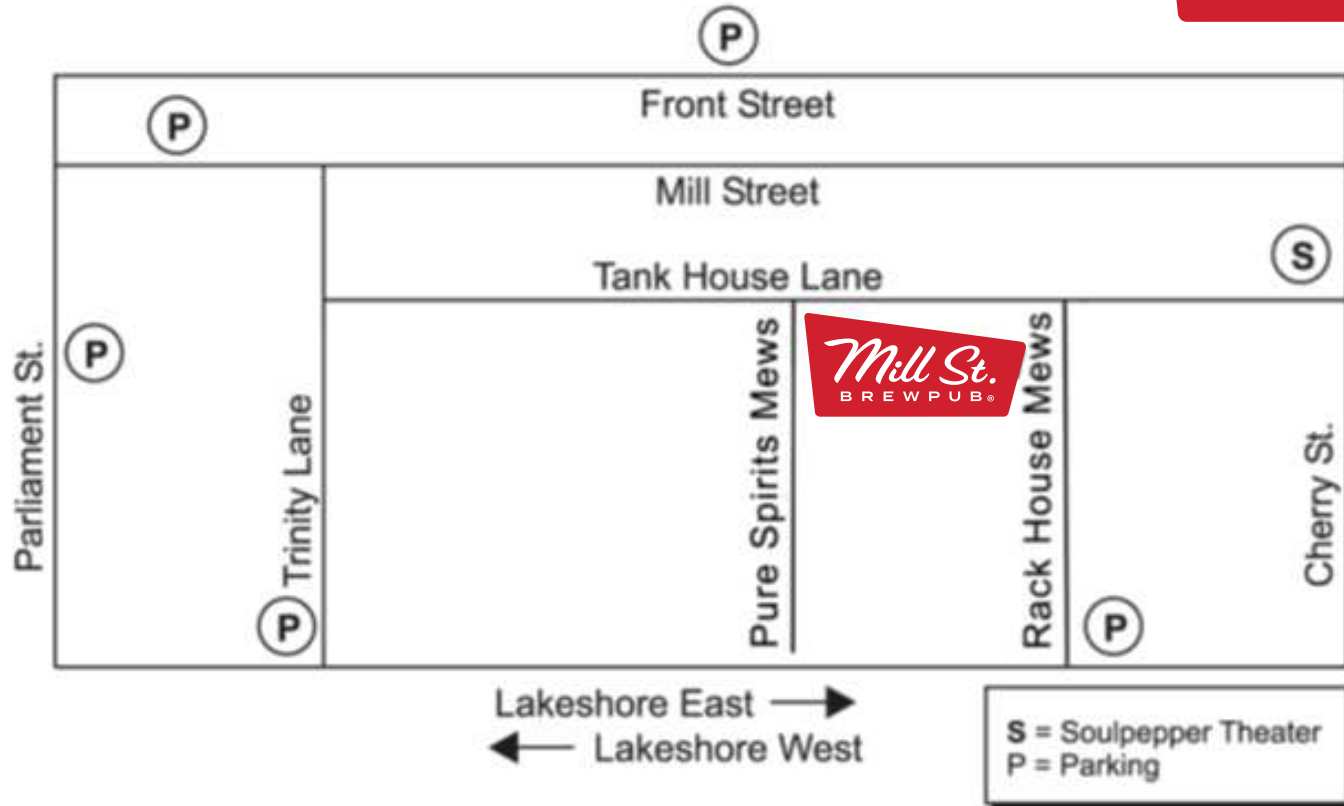 P
Front Street
P
Mill Street
S
Tank House Lane
P
Parliament St.
Trinity Lane
P
Pure Spirits Mews
Mill St.
BREWPUB®
Rack House Mews
P
Cherry St.
Lakeshore East
Lakeshore West
S = Soulpepper Theater
P = Parking